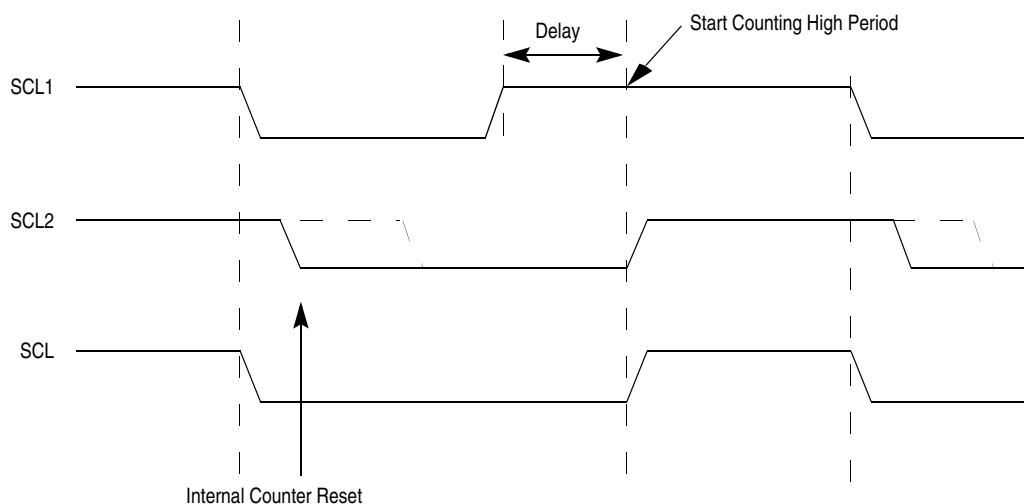 Delay
Start Counting High Period
SCL1
SCL2
SCL
Internal Counter Reset